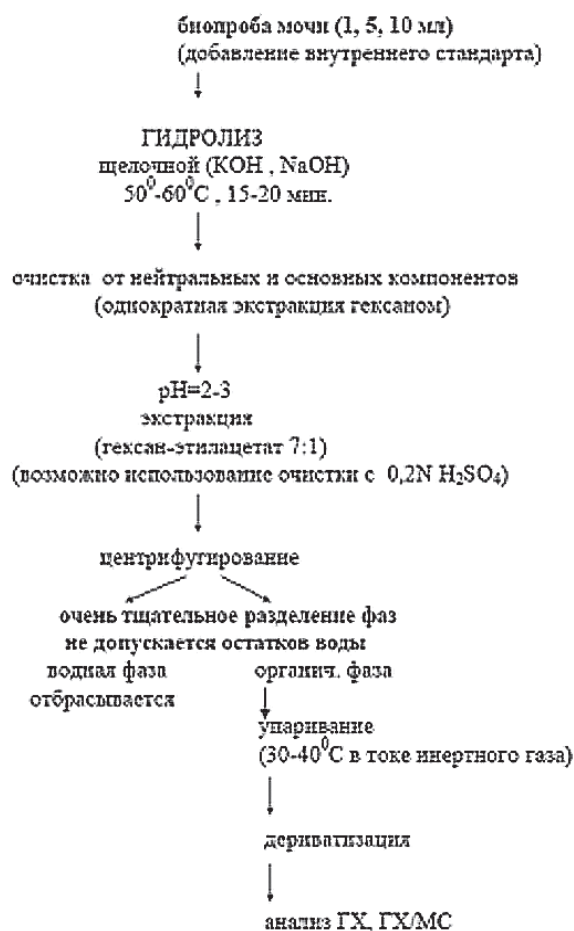 биопроба мочи (1, 5, 10 мл)
(добавление внутреннего стандарта)
ГИДРОЛИЗ
щелочной (KOH , NaOH)
50⁰-60⁰C , 15-20 мин.
очистка от нейтральных и основных компонентов
(однократная экстракция гексаном)
pH=2-3
экстракция
(гексан-этилацетат 7:1)
(возможно использование очистки с 0,2N H₂SO₄)
центрифугирование
очень тщательное разделение фаз
не допускается остатков воды
водная фаза органич. фаза
отбрасывается
упаривание
(30-40⁰C в токе инертного газа)
дериватизация
анализ ГХ, ГХ/МС